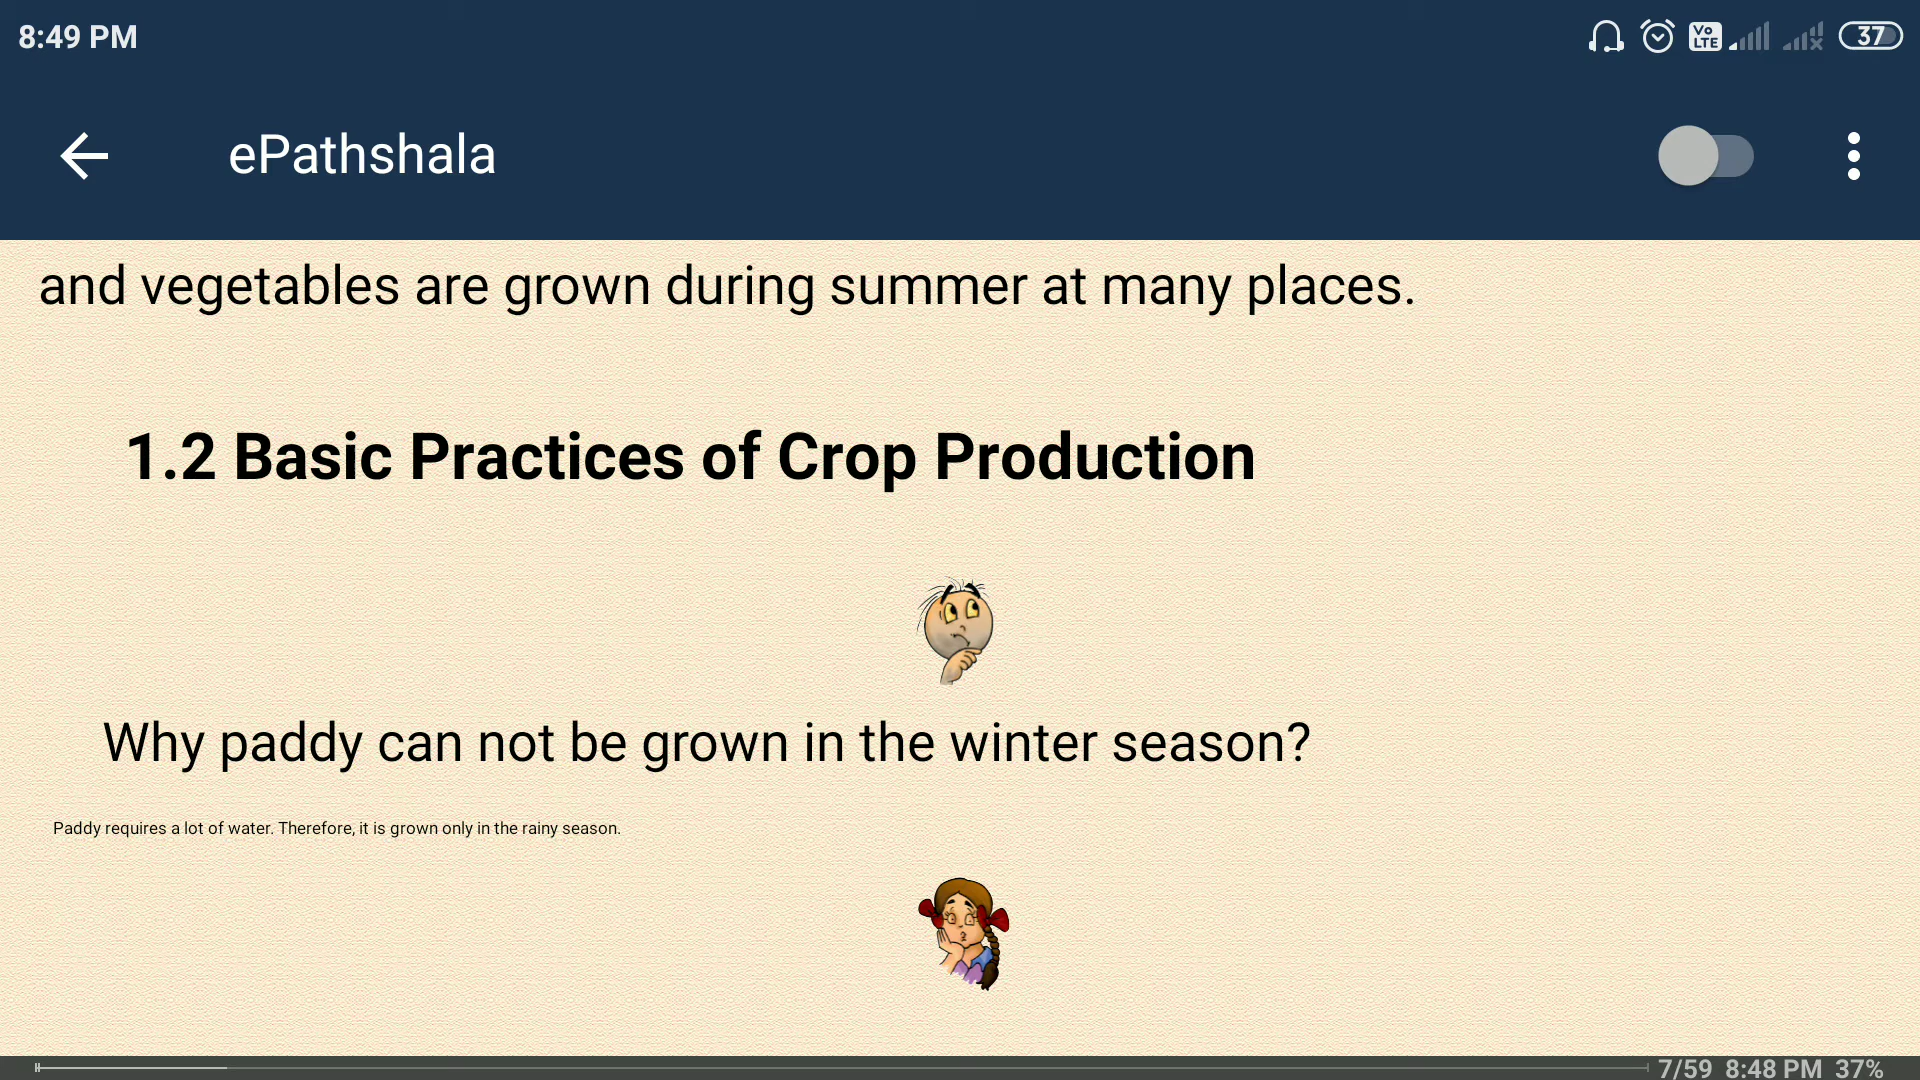 8:49 PM
Vo LTE
37
ePathshala
and vegetables are grown during summer at many places.
1.2 Basic Practices of Crop Production
Why paddy can not be grown in the winter season?
Paddy requires a lot of water. Therefore, it is grown only in the rainy season.
7/59 8:48 PM 37%